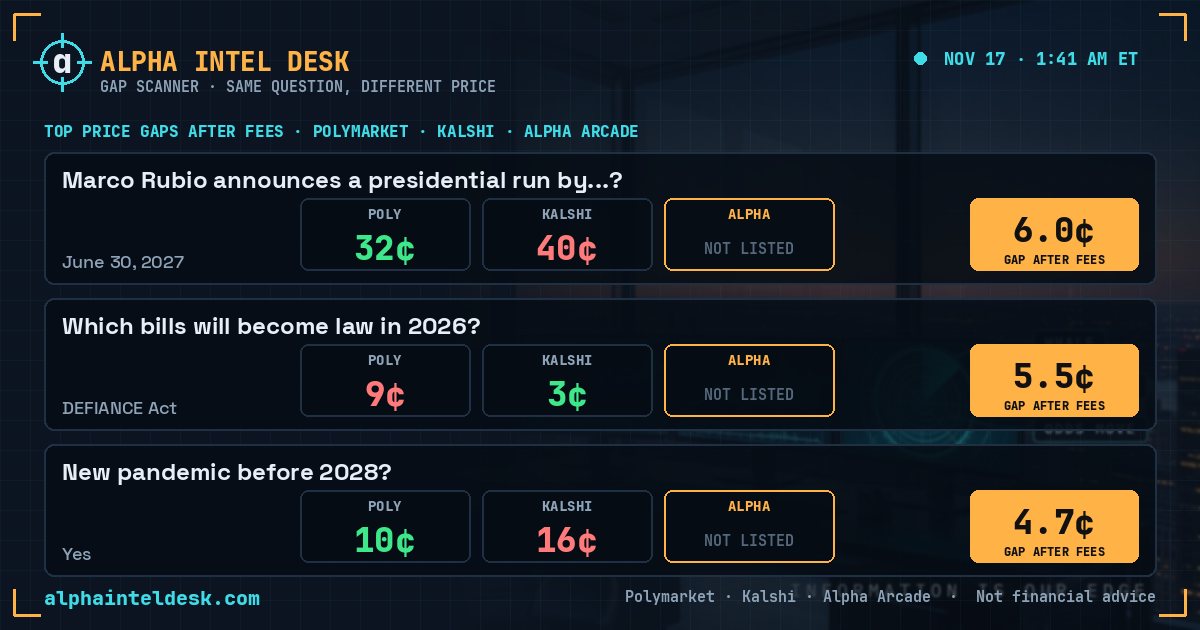 α
ALPHA INTEL DESK
GAP SCANNER · SAME QUESTION, DIFFERENT PRICE
NOV 17 · 1:41 AM ET
TOP PRICE GAPS AFTER FEES · POLYMARKET · KALSHI · ALPHA ARCADE
Marco Rubio announces a presidential run by...?
June 30, 2027
POLY
32¢
KALSHI
40¢
ALPHA
NOT LISTED
6.0¢
GAP AFTER FEES
Which bills will become law in 2026?
DEFIANCE Act
POLY
9¢
KALSHI
3¢
ALPHA
NOT LISTED
5.5¢
GAP AFTER FEES
New pandemic before 2028?
Yes
POLY
10¢
KALSHI
16¢
ALPHA
NOT LISTED
4.7¢
GAP AFTER FEES
INFORMATION IS OUR EDGE
alphainteldesk.com
Polymarket · Kalshi · Alpha Arcade · Not financial advice